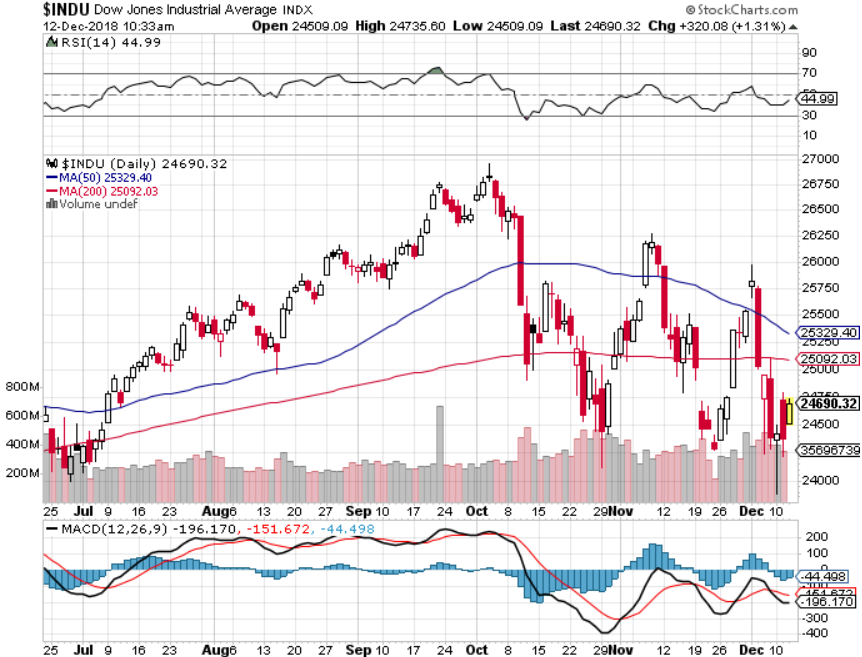 $INDU Dow Jones Industrial Average INDX © StockCharts.com
12-Dec-2018 10:33am Open 24509.09 High 24735.60 Low 24509.09 Last 24690.32 Chg +320.08 (+1.31%)
RSI(14) 44.99
90
70
44.99
30
10
$INDU (Daily) 24690.32
MA(50) 25329.40
MA(200) 25092.03
Volume undef
27000
26750
26500
26250
26000
25750
25500
25329.40
25250
25092.03
25000
24690.32
24500
35696739
24000
800M
600M
400M
200M
25 Jul 9 16 23 Aug 6 13 20 27 Sep 10 17 24 Oct 8 15 22 29 Nov 12 19 26 Dec 10
MACD(12,26,9) -196.170, -151.672, -44.498
200
100
0
-44.498
-151.672
-196.170
-300
-400
25 Jul 9 16 23 Aug 6 13 20 27 Sep 10 17 24 Oct 8 15 22 29 Nov 12 19 26 Dec 10